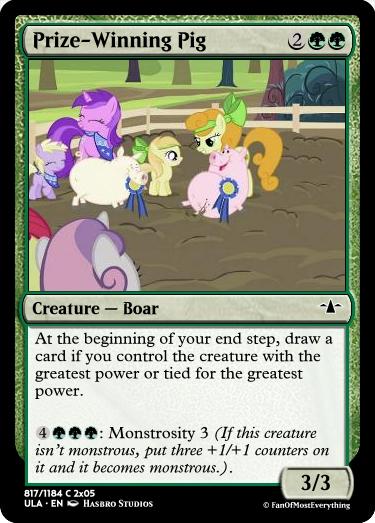 Prize-Winning Pig 2
Creature — Boar
At the beginning of your end step, draw a
card if you control the creature with the
greatest power or tied for the greatest
power.
4: Monstrosity 3 (If this creature
isn't monstrous, put three +1/+1 counters on
it and it becomes monstrous.).
3/3
817/1184 C 2x05
ULA • EN Hasbro Studios
© FanOfMostEverything